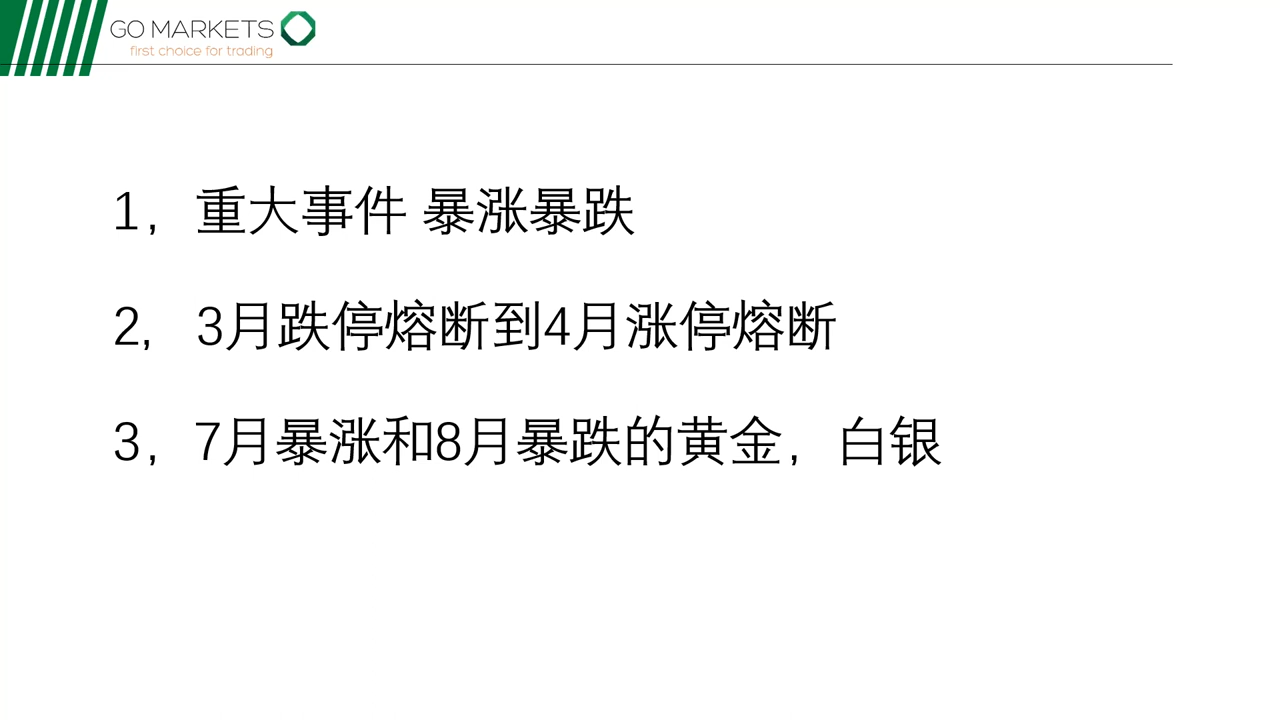 GO MARKETS
first choice for trading
1，重大事件 暴涨暴跌
2，3月跌停熔断到4月涨停熔断
3，7月暴涨和8月暴跌的黄金，白银